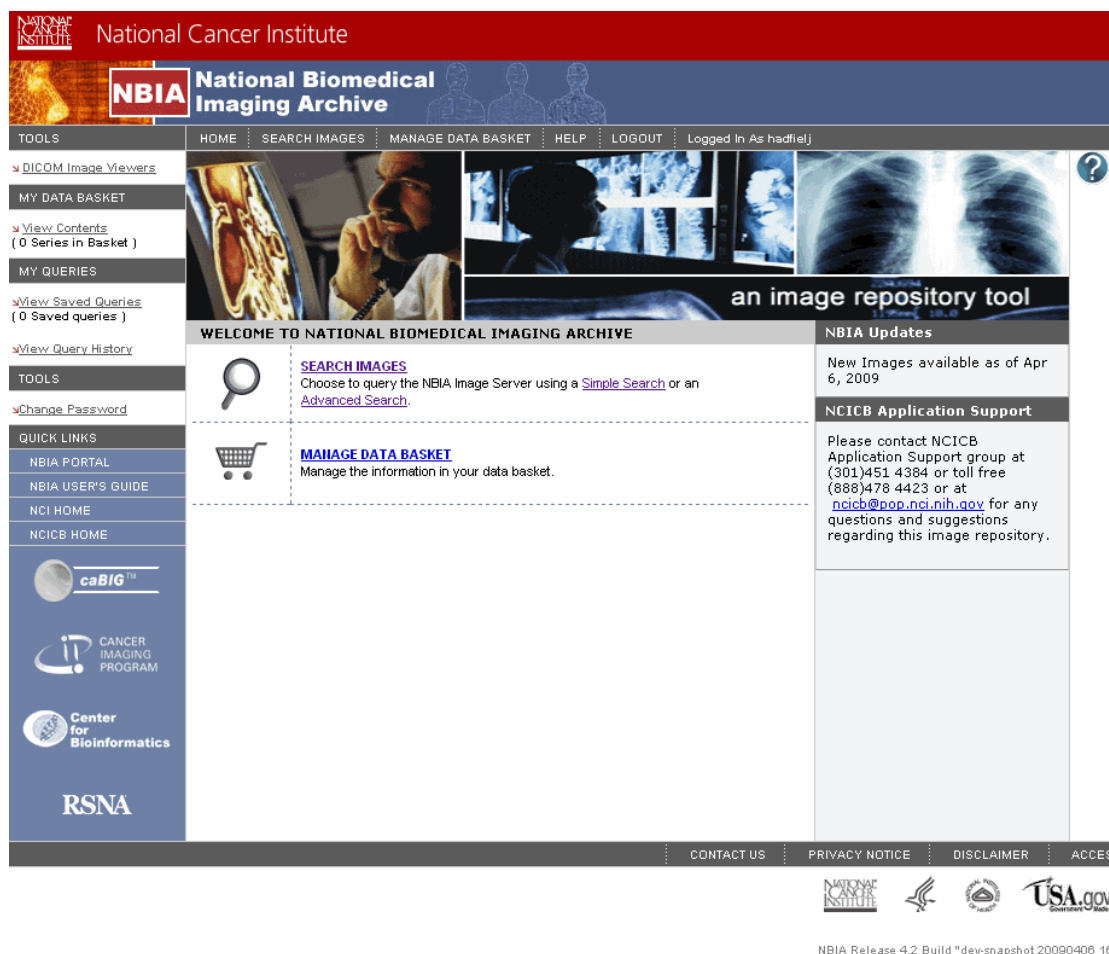 NATIONAL CANCER INSTITUTE
National Cancer Institute
NBIA
National Biomedical
Imaging Archive
TOOLS
HOME
SEARCH IMAGES
MANAGE DATA BASKET
HELP
LOGOUT
Logged In As hadfielj
DICOM Image Viewers
?
MY DATA BASKET
View Contents
( 0 Series in Basket )
MY QUERIES
View Saved Queries
( 0 Saved queries )
View Query History
TOOLS
Change Password
QUICK LINKS
NBIA PORTAL
NBIA USER'S GUIDE
NCI HOME
NCICB HOME
caBIG™
CANCER
IMAGING
PROGRAM
Center
for
Bioinformatics
RSNA
an image repository tool
WELCOME TO NATIONAL BIOMEDICAL IMAGING ARCHIVE
SEARCH IMAGES
Choose to query the NBIA Image Server using a Simple Search or an
Advanced Search.
MANAGE DATA BASKET
Manage the information in your data basket.
NBIA Updates
New Images available as of Apr
6, 2009
NCICB Application Support
Please contact NCICB
Application Support group at
(301)451 4384 or toll free
(888)478 4423 or at
ncicb@pop.nci.nih.gov for any
questions and suggestions
regarding this image repository.
CONTACT US
PRIVACY NOTICE
DISCLAIMER
ACCES
NATIONAL CANCER INSTITUTE
USA.gov
NBIA Release 4.2 Build "dev-snapshot 20090406 16